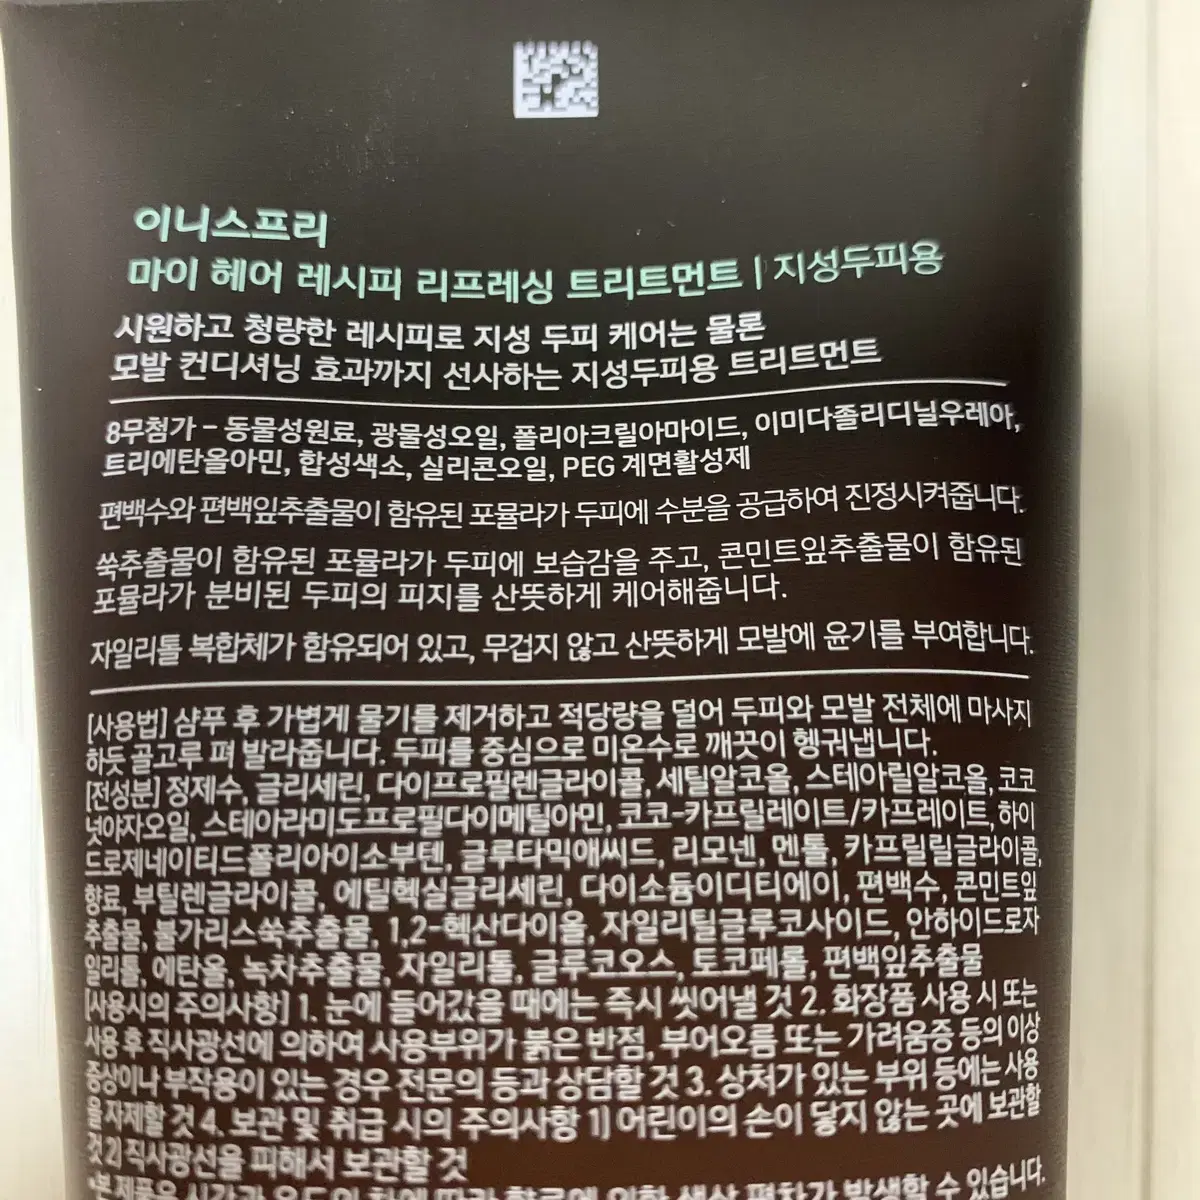 이니스프리
마이 헤어 레시피 리프레싱 트리트먼트 | 지성두피용
시원하고 청량한 레시피로 지성 두피 케어는 물론
모발 컨디셔닝 효과까지 선사하는 지성두피용 트리트먼트
8무첨가 – 동물성원료, 광물성오일, 폴리아크릴아마이드, 이미다졸리디닐우레아,
트리에탄올아민, 합성색소, 실리콘오일, PEG 계면활성제
편백수와 편백잎추출물이 함유된 포뮬라가 두피에 수분을 공급하여 진정시켜줍니다.
쑥추출물이 함유된 포뮬라가 두피에 보습감을 주고, 콘민트잎추출물이 함유된
포뮬라가 분비된 두피의 피지를 산뜻하게 케어해줍니다.
자일리톨 복합체가 함유되어 있고, 무겁지 않고 산뜻하게 모발에 윤기를 부여합니다.
[사용법] 샴푸 후 가볍게 물기를 제거하고 적당량을 덜어 두피와 모발 전체에 마사지
하듯 골고루 펴 발라줍니다. 두피를 중심으로 미온수로 깨끗이 헹궈냅니다.
[전성분] 정제수, 글리세린, 다이프로필렌글라이콜, 세틸알코올, 스테아릴알코올, 코코
넛야자오일, 스테아라미도프로필다이메틸아민, 코코-카프릴레이트/카프레이트, 하이
드로제네이티드폴리아이소부텐, 글루타믹애씨드, 리모넨, 멘톨, 카프릴릴글라이콜,
향료, 부틸렌글라이콜, 에틸헥실글리세린, 다이소듐이디티에이, 편백수, 콘민트잎
추출물, 불가리스쑥추출물, 1,2-헥산다이올, 자일리틸글루코사이드, 안하이드로자
일리톨, 에탄올, 녹차추출물, 자일리톨, 글루코오스, 토코페롤, 편백잎추출물
[사용시의 주의사항] 1. 눈에 들어갔을 때에는 즉시 씻어낼 것 2. 화장품 사용 시 또는
사용 후 직사광선에 의하여 사용부위가 붉은 반점, 부어오름 또는 가려움증 등의 이상
증상이나 부작용이 있는 경우 전문의 등과 상담할 것 3. 상처가 있는 부위 등에는 사용
을 자제할 것 4. 보관 및 취급 시의 주의사항 1) 어린이의 손이 닿지 않는 곳에 보관할
것 2) 직사광선을 피해서 보관할 것
*본 제품은 시간과 온도의 차에 따라 향료에 의한 색상 편차가 발생할 수 있습니다.